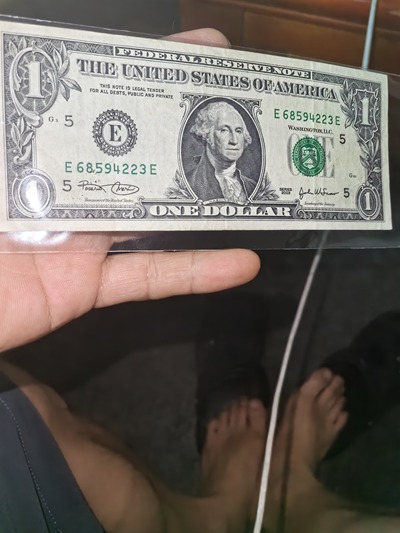 FEDERAL RESERVE NOTE
THE UNITED STATES OF AMERICA
THIS NOTE IS LEGAL TENDER
FOR ALL DEBTS, PUBLIC AND PRIVATE
E 68594223 E
WASHINGTON, D.C.
5
5
E
E 68594223 E
5
5
SERIES
ONE DOLLAR
1
1
1
1